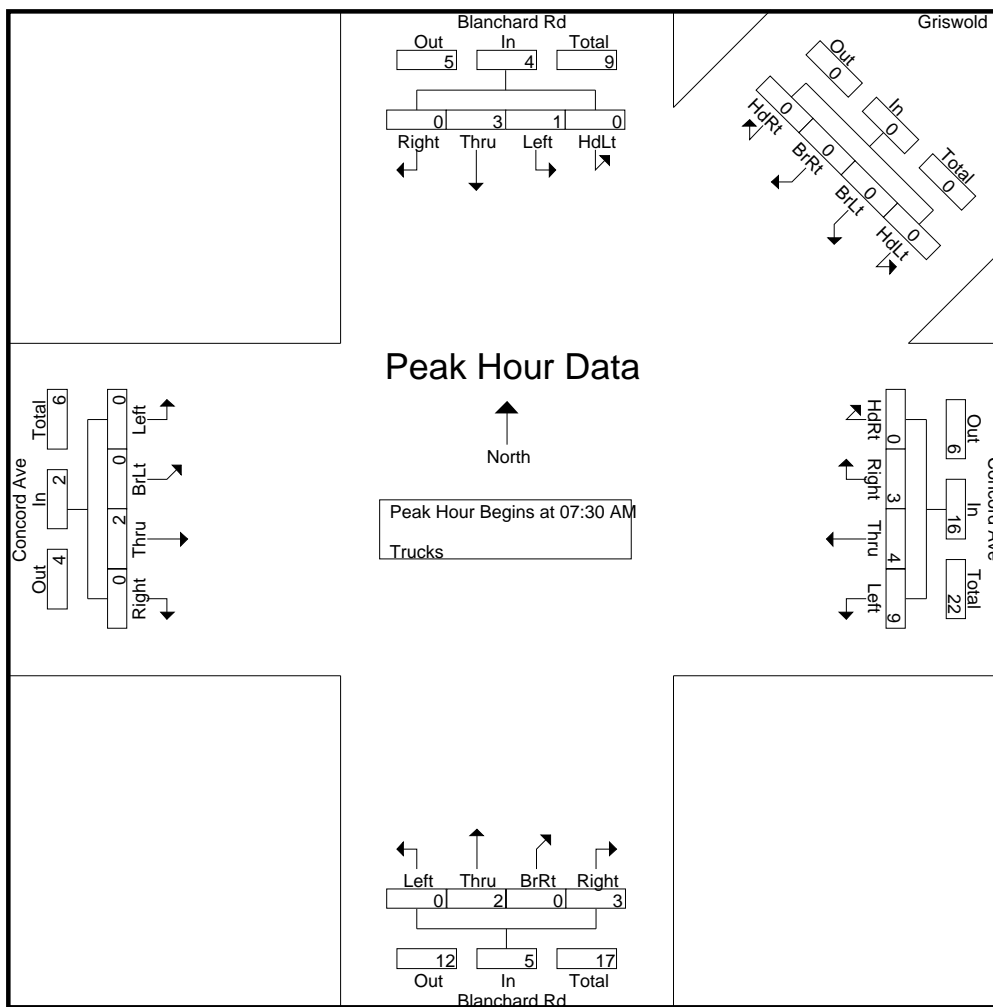 Blanchard Rd
Out In Total
5 4 9
0 3 1 0
Right Thru Left HdLt
Griswold
Out
0
In
0
Total
0
0 0 0 0
HdRt BrRt BrLt HdLt
Peak Hour Data
North
Peak Hour Begins at 07:30 AM
Trucks
Concord Ave
Out In Total
4 2 6
0 0 2 0
Left BrLt Thru Right
Concord Ave
Out In Total
6 16 22
0 3 4 9
HdRt Right Thru Left
Left Thru BrRt Right
0 2 0 3
12 5 17
Out In Total
Blanchard Rd